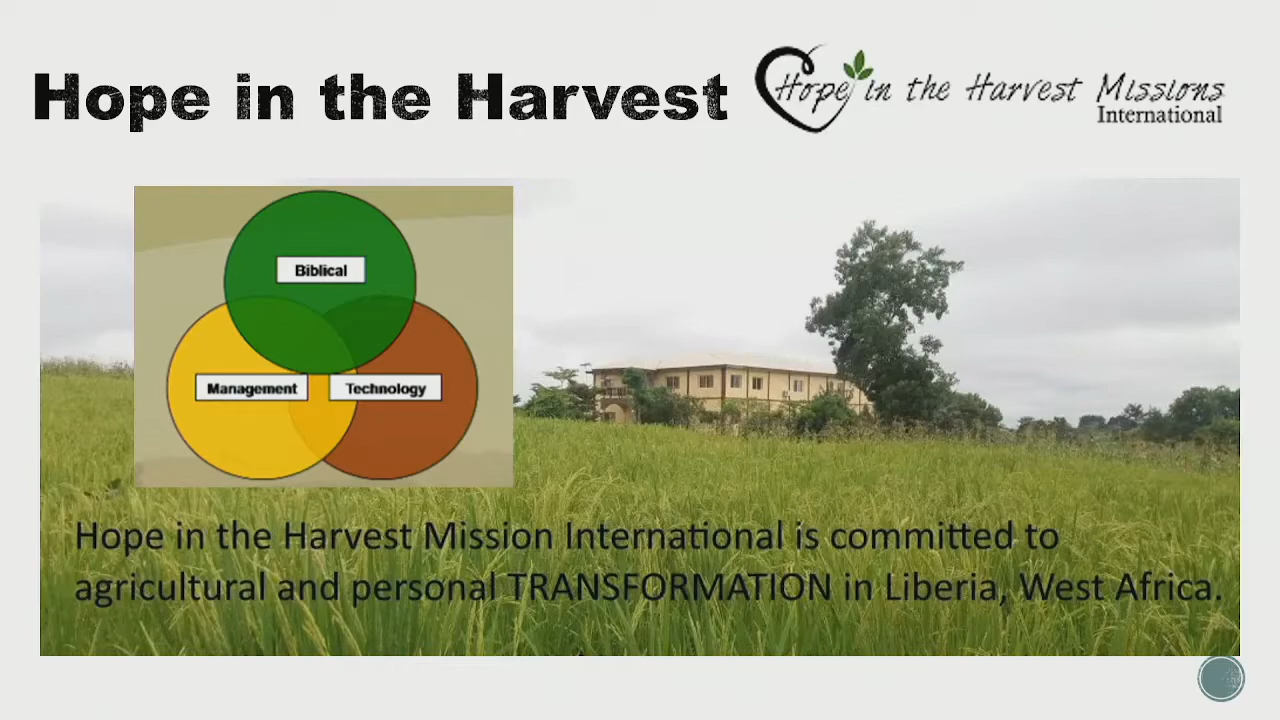 Hope in the Harvest
Hope in the Harvest Missions
International
Biblical
Management
Technology
Hope in the Harvest Mission International is committed to
agricultural and personal TRANSFORMATION in Liberia, West Africa.